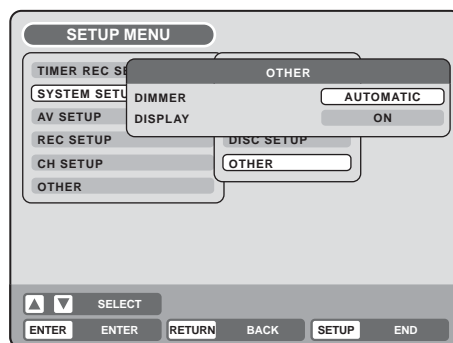 SETUP MENU
TIMER REC SE
SYSTEM SETU
AV SETUP
REC SETUP
CH SETUP
OTHER
OTHER
DIMMER AUTOMATIC
DISPLAY ON
DISC SETUP
OTHER
SELECT
ENTER ENTER RETURN BACK SETUP END